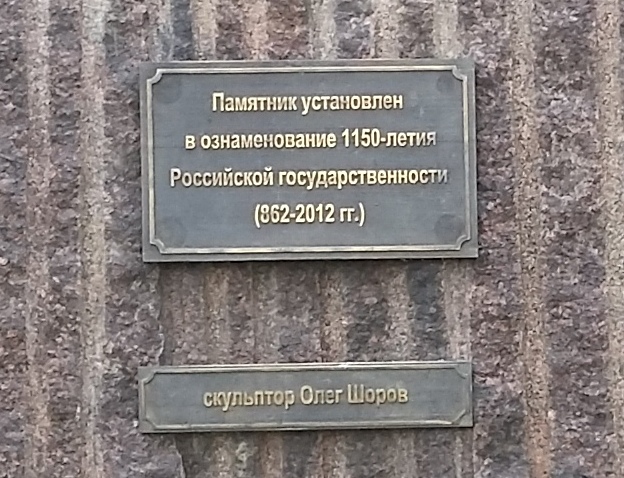 Памятник установлен
в ознаменование 1150-летия
Российской государственности
(862-2012 гг.)
скульптор Олег Шоров